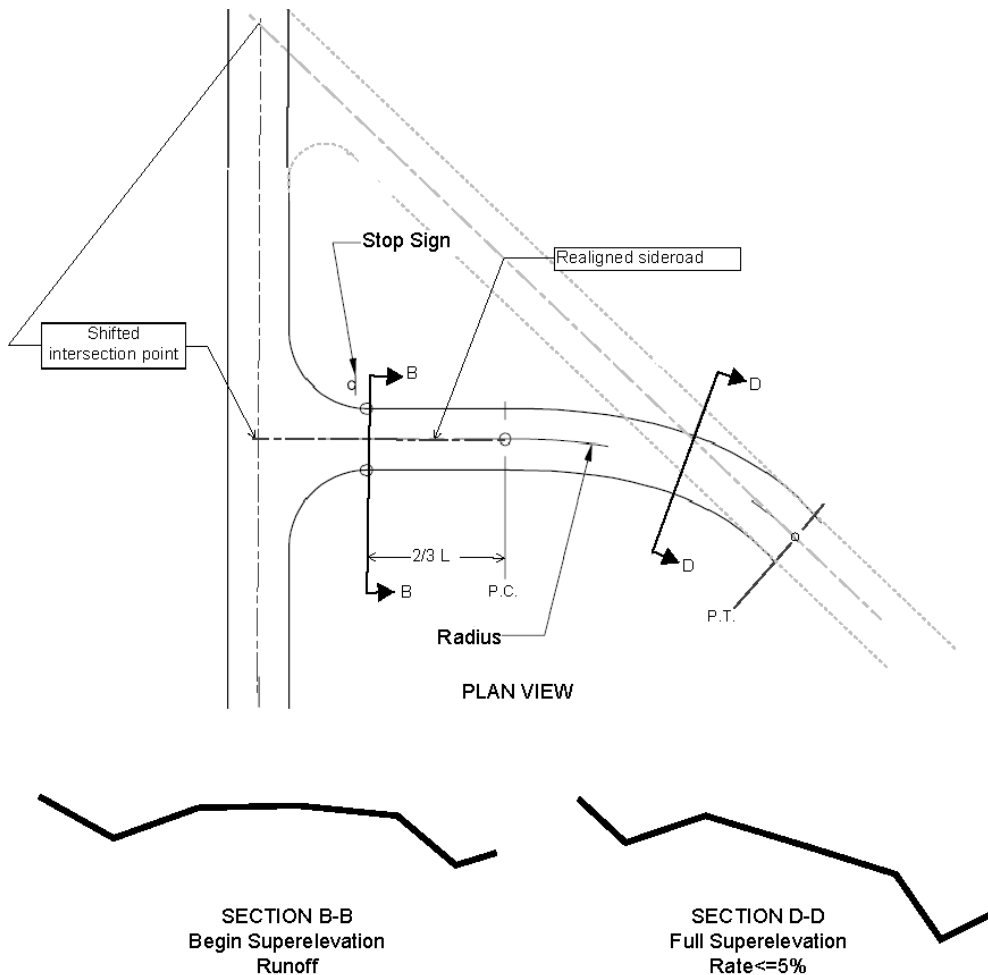 Stop Sign
Realigned sideroad
Shifted
intersection point
B
D
2/3 L
D
B
P.C.
P.T.
Radius
PLAN VIEW
SECTION B-B
Begin Superelevation
Runoff
SECTION D-D
Full Superelevation
Rate<=5%